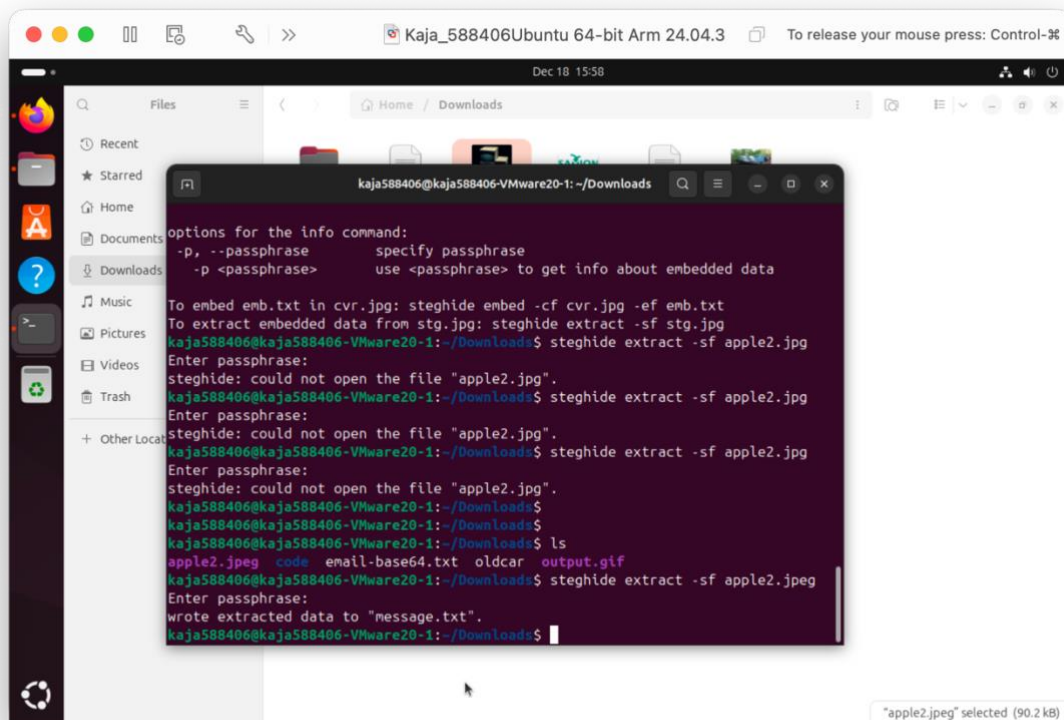 Kaja_588406Ubuntu 64-bit Arm 24.04.3
To release your mouse press: Control-⌘
Dec 18 15:58
Files
Home / Downloads
Recent
Starred
Home
Documents
Downloads
Music
Pictures
Videos
Trash
+ Other Locat
SAXION
kaja588406@kaja588406-VMware20-1: ~/Downloads
options for the info command:
-p, --passphrase specify passphrase
-p <passphrase> use <passphrase> to get info about embedded data
To embed emb.txt in cvr.jpg: steghide embed -cf cvr.jpg -ef emb.txt
To extract embedded data from stg.jpg: steghide extract -sf stg.jpg
kaja588406@kaja588406-VMware20-1:~/Downloads$ steghide extract -sf apple2.jpg
Enter passphrase:
steghide: could not open the file "apple2.jpg".
kaja588406@kaja588406-VMware20-1:~/Downloads$ steghide extract -sf apple2.jpg
Enter passphrase:
steghide: could not open the file "apple2.jpg".
kaja588406@kaja588406-VMware20-1:~/Downloads$ steghide extract -sf apple2.jpg
Enter passphrase:
steghide: could not open the file "apple2.jpg".
kaja588406@kaja588406-VMware20-1:~/Downloads$
kaja588406@kaja588406-VMware20-1:~/Downloads$
kaja588406@kaja588406-VMware20-1:~/Downloads$ ls
apple2.jpeg code email-base64.txt oldcar output.gif
kaja588406@kaja588406-VMware20-1:~/Downloads$ steghide extract -sf apple2.jpeg
Enter passphrase:
wrote extracted data to "message.txt".
kaja588406@kaja588406-VMware20-1:~/Downloads$
"apple2.jpeg" selected (90.2 kB)